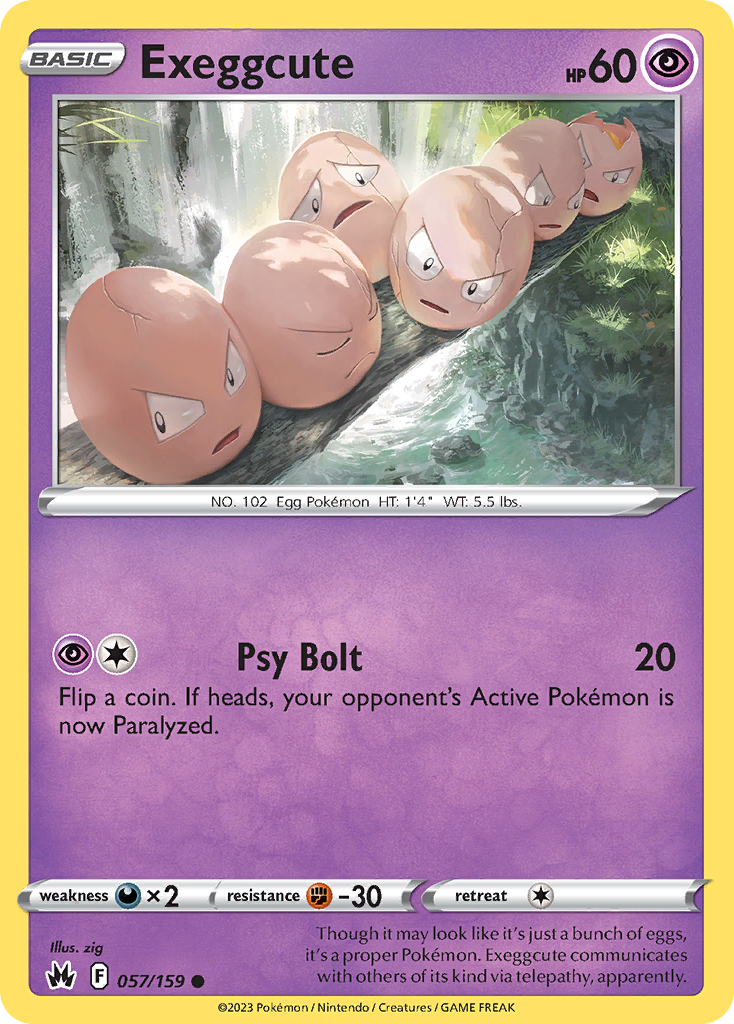 BASIC Exeggcute HP 60
NO. 102 Egg Pokémon HT: 1'4" WT: 5.5 lbs.
Psy Bolt 20
Flip a coin. If heads, your opponent's Active Pokémon is
now Paralyzed.
weakness ×2 resistance -30 retreat
Though it may look like it's just a bunch of eggs,
it's a proper Pokémon. Exeggcute communicates
with others of its kind via telepathy, apparently.
Illus. zig
F 057/159
©2023 Pokémon / Nintendo / Creatures / GAME FREAK